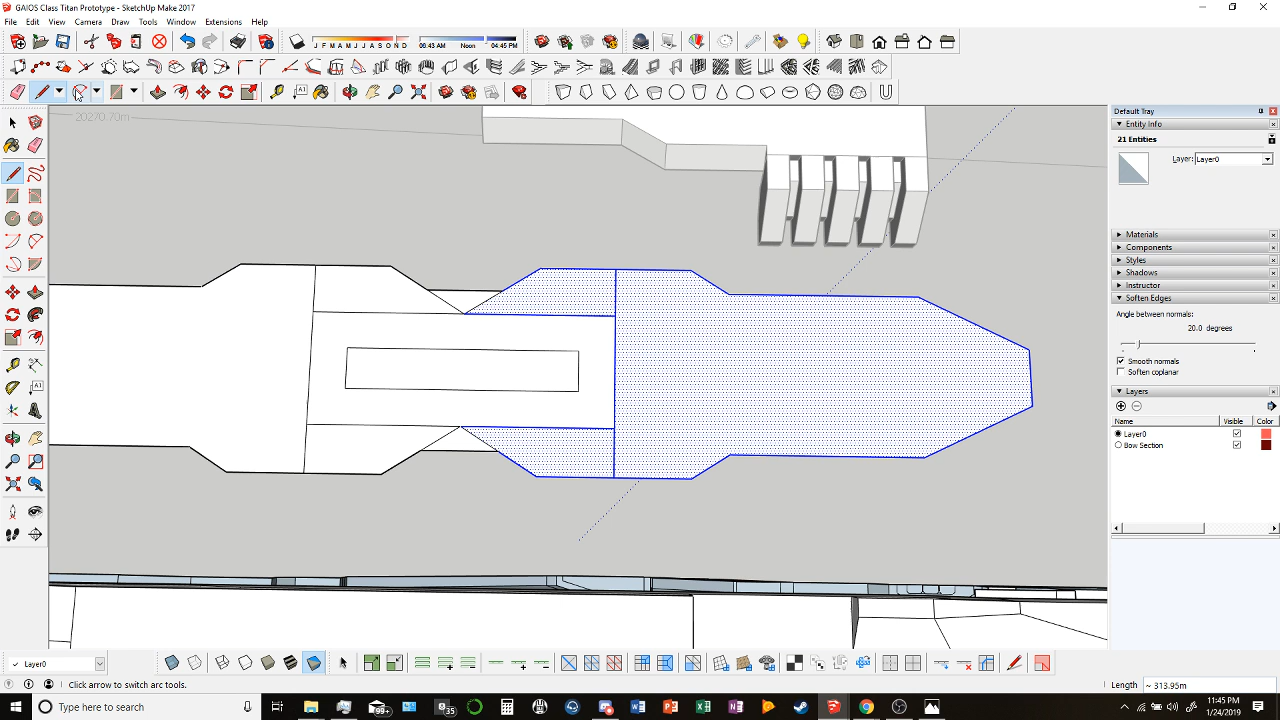 GAIOS Class Titan Prototype - SketchUp Make 2017
File Edit View Camera Draw Tools Window Extensions Help
J F M A M J J A S O N D
00:43 AM Noon 04:45 PM
20270.70m
Default Tray
Entity Info
21 Entities
Layer: Layer0
Materials
Components
Styles
Shadows
Instructor
Soften Edges
Angle between normals:
20.0 degrees
Smooth normals
Soften coplanar
Layers
Name Visible Color
Layer0
Bow Section
Layer0
Click arrow to switch arc tools.
Length ~ 313.95m
Type here to search
99+
35
11:45 PM
1/24/2019